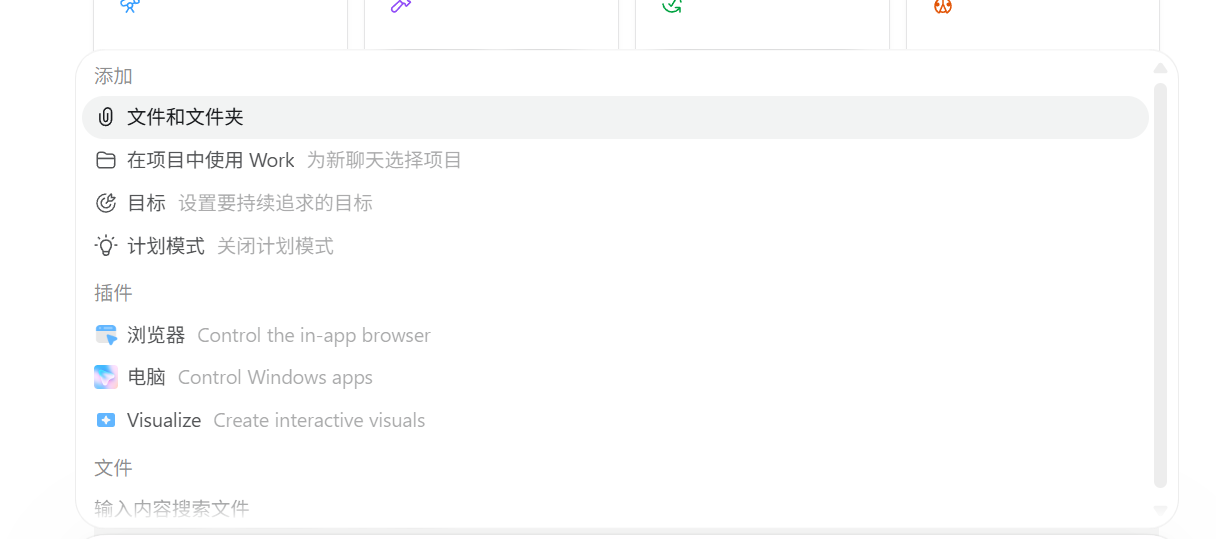 添加
文件和文件夹
在项目中使用 Work 为新聊天选择项目
目标 设置要持续追求的目标
计划模式 关闭计划模式
插件
浏览器 Control the in-app browser
电脑 Control Windows apps
Visualize Create interactive visuals
文件
输入内容搜索文件